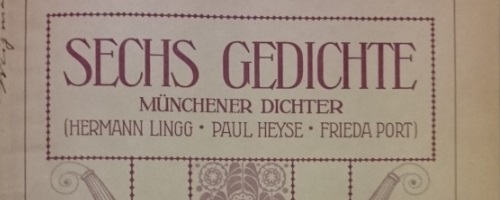 SECHS GEDICHTE
MÜNCHENER DICHTER
(HERMANN LINGG • PAUL HEYSE • FRIEDA PORT)